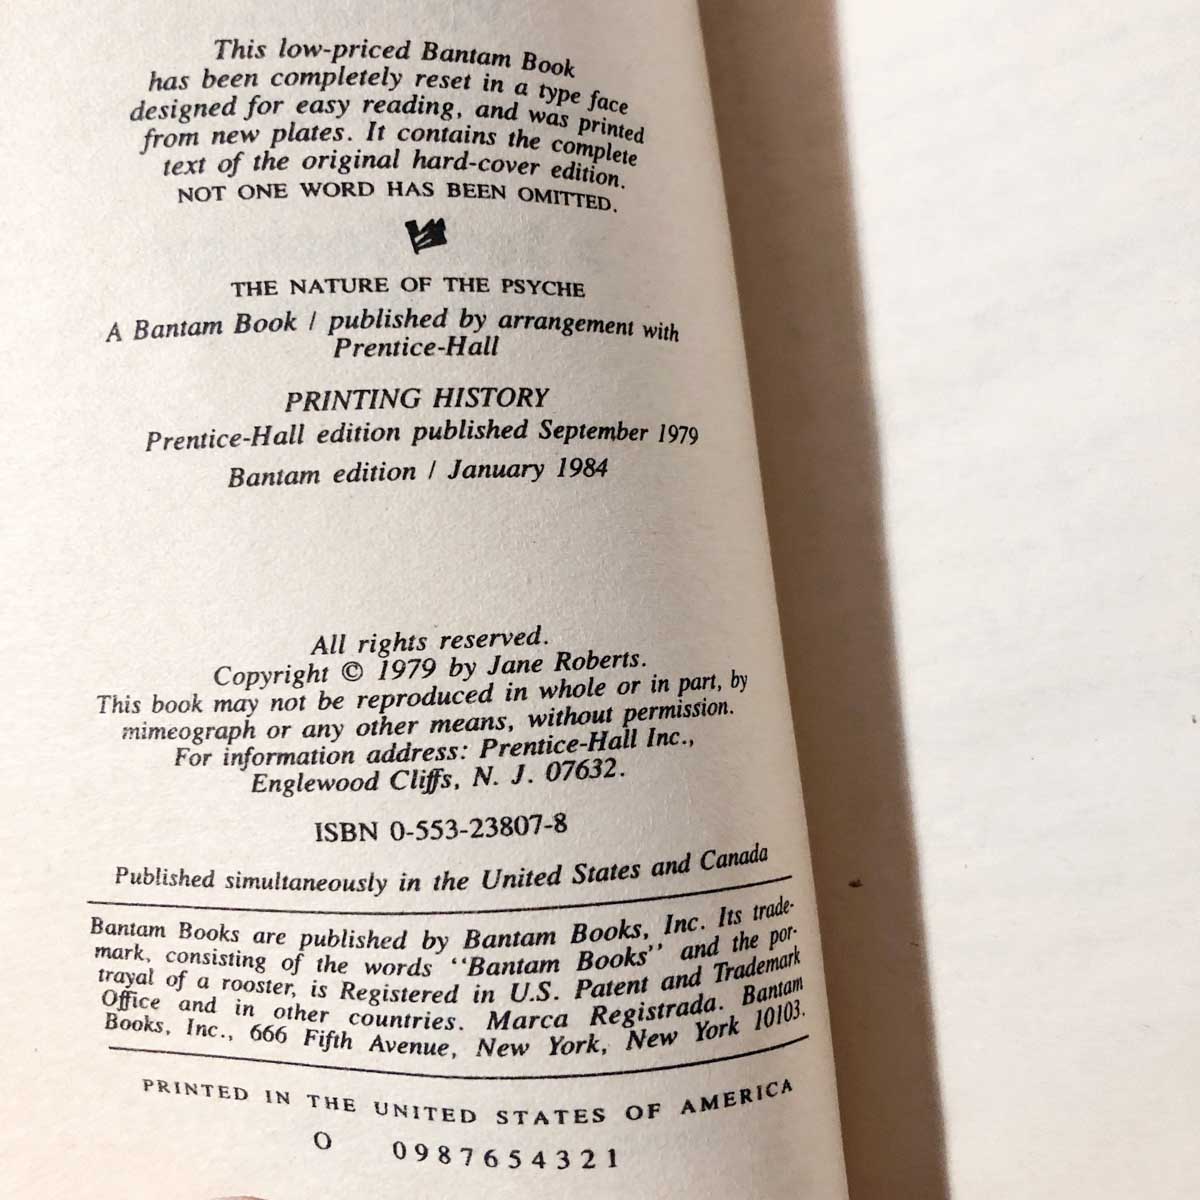 This low-priced Bantam Book
has been completely reset in a type face
designed for easy reading, and was printed
from new plates. It contains the complete
text of the original hard-cover edition.
NOT ONE WORD HAS BEEN OMITTED.
THE NATURE OF THE PSYCHE
A Bantam Book / published by arrangement with
Prentice-Hall
PRINTING HISTORY
Prentice-Hall edition published September 1979
Bantam edition / January 1984
All rights reserved.
Copyright © 1979 by Jane Roberts.
This book may not be reproduced in whole or in part, by
mimeograph or any other means, without permission.
For information address: Prentice-Hall Inc.,
Englewood Cliffs, N. J. 07632.
ISBN 0-553-23807-8
Published simultaneously in the United States and Canada
Bantam Books are published by Bantam Books, Inc. Its trade-
mark, consisting of the words "Bantam Books" and the por-
trayal of a rooster, is Registered in U.S. Patent and Trademark
Office and in other countries. Marca Registrada. Bantam
Books, Inc., 666 Fifth Avenue, New York, New York 10103.
PRINTED IN THE UNITED STATES OF AMERICA
O 0987654321